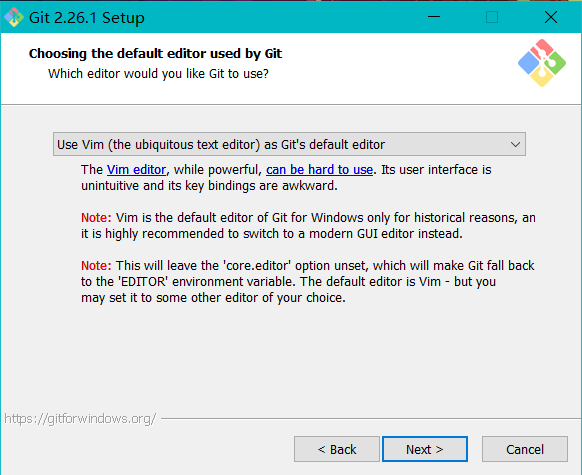 Git 2.26.1 Setup
Choosing the default editor used by Git
Which editor would you like Git to use?
Use Vim (the ubiquitous text editor) as Git's default editor
The Vim editor, while powerful, can be hard to use. Its user interface is
unintuitive and its key bindings are awkward.
Note: Vim is the default editor of Git for Windows only for historical reasons, an
it is highly recommended to switch to a modern GUI editor instead.
Note: This will leave the 'core.editor' option unset, which will make Git fall back
to the 'EDITOR' environment variable. The default editor is Vim - but you
may set it to some other editor of your choice.
https://gitforwindows.org/
< Back
Next >
Cancel